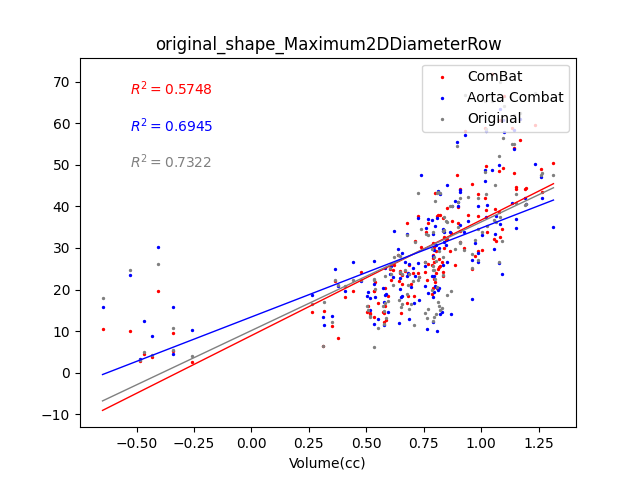 original_shape_Maximum2DDiameterRow
R² = 0.5748
R² = 0.6945
R² = 0.7322
ComBat
Aorta Combat
Original
70
60
50
40
30
20
10
0
−10
−0.50
−0.25
0.00
0.25
0.50
0.75
1.00
1.25
Volume(cc)